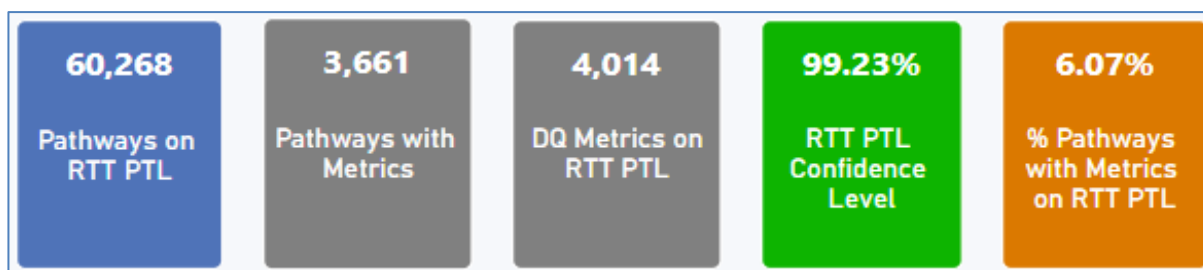 60,268
Pathways on
RTT PTL
3,661
Pathways with
Metrics
4,014
DQ Metrics on
RTT PTL
99.23%
RTT PTL
Confidence
Level
6.07%
% Pathways
with Metrics
on RTT PTL